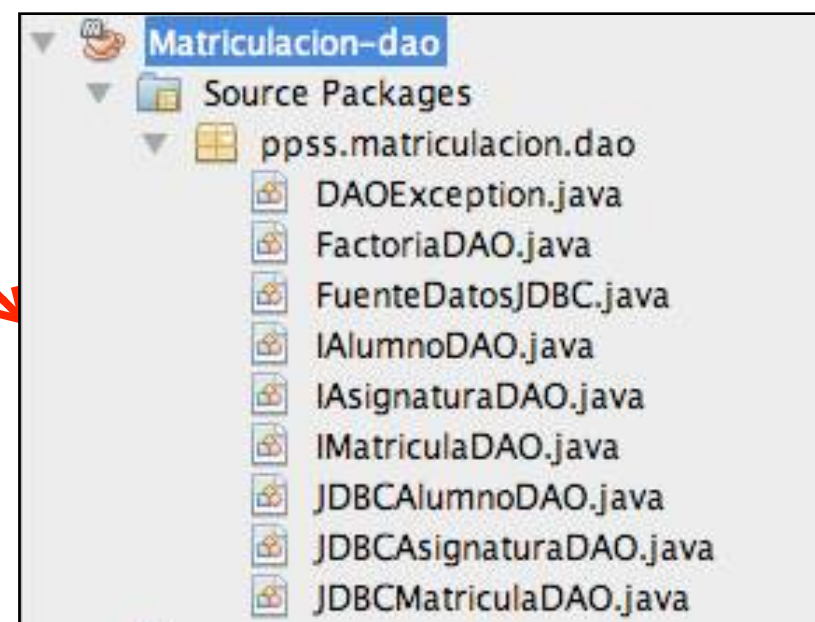 Matriculacion-dao
Source Packages
ppss.matriculacion.dao
DAOException.java
FactoriaDAO.java
FuenteDatosJDBC.java
IAlumnoDAO.java
IAsignaturaDAO.java
IMatriculaDAO.java
JDBCAlumnoDAO.java
JDBCAsignaturaDAO.java
JDBCMatriculaDAO.java